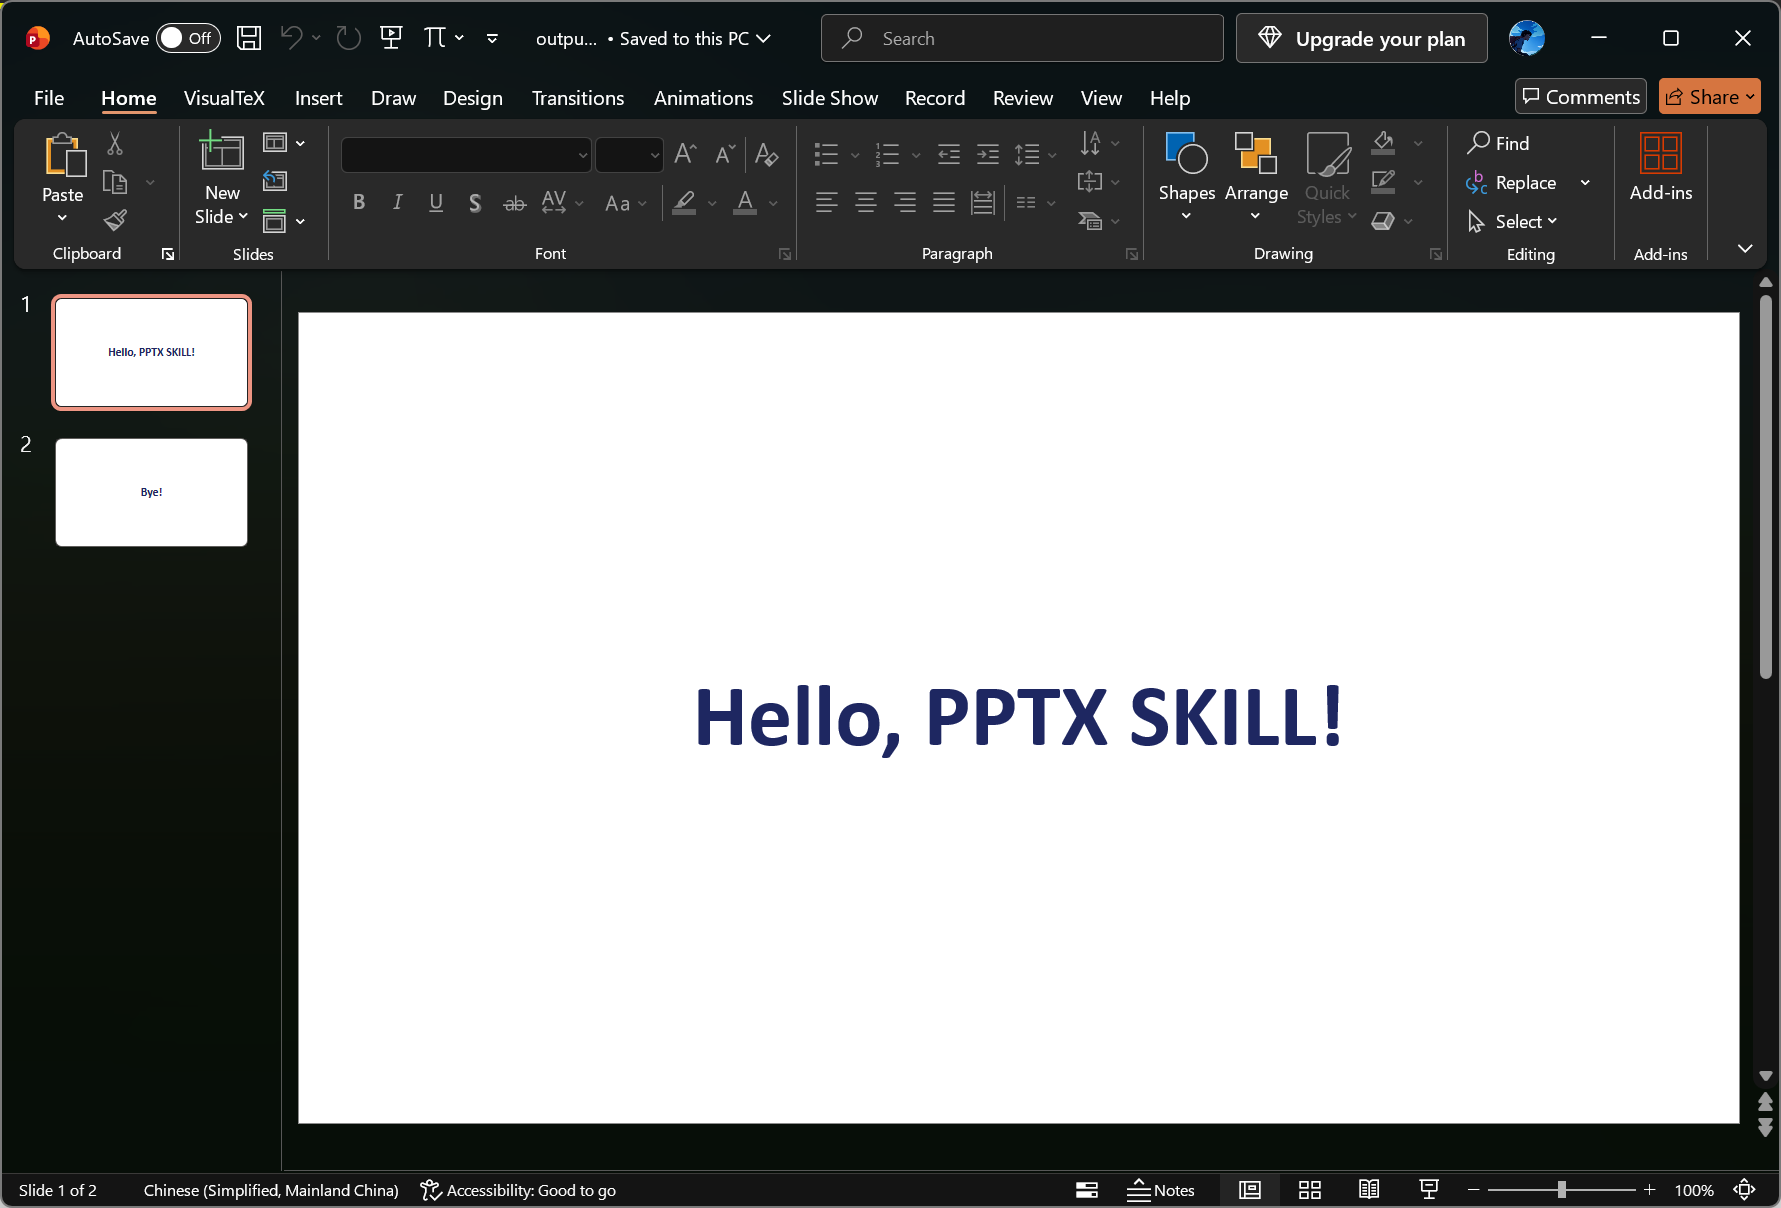 AutoSave Off outpu... • Saved to this PC Search Upgrade your plan
File Home VisualTeX Insert Draw Design Transitions Animations Slide Show Record Review View Help Comments Share
Paste
New
Slide
Aa
Shapes Arrange Quick
Styles
Find
Replace
Select
Add-ins
Clipboard Slides Font Paragraph Drawing Editing Add-ins
1
Hello, PPTX SKILL!
2
Bye!
Hello, PPTX SKILL!
Slide 1 of 2 Chinese (Simplified, Mainland China) Accessibility: Good to go Notes 100%